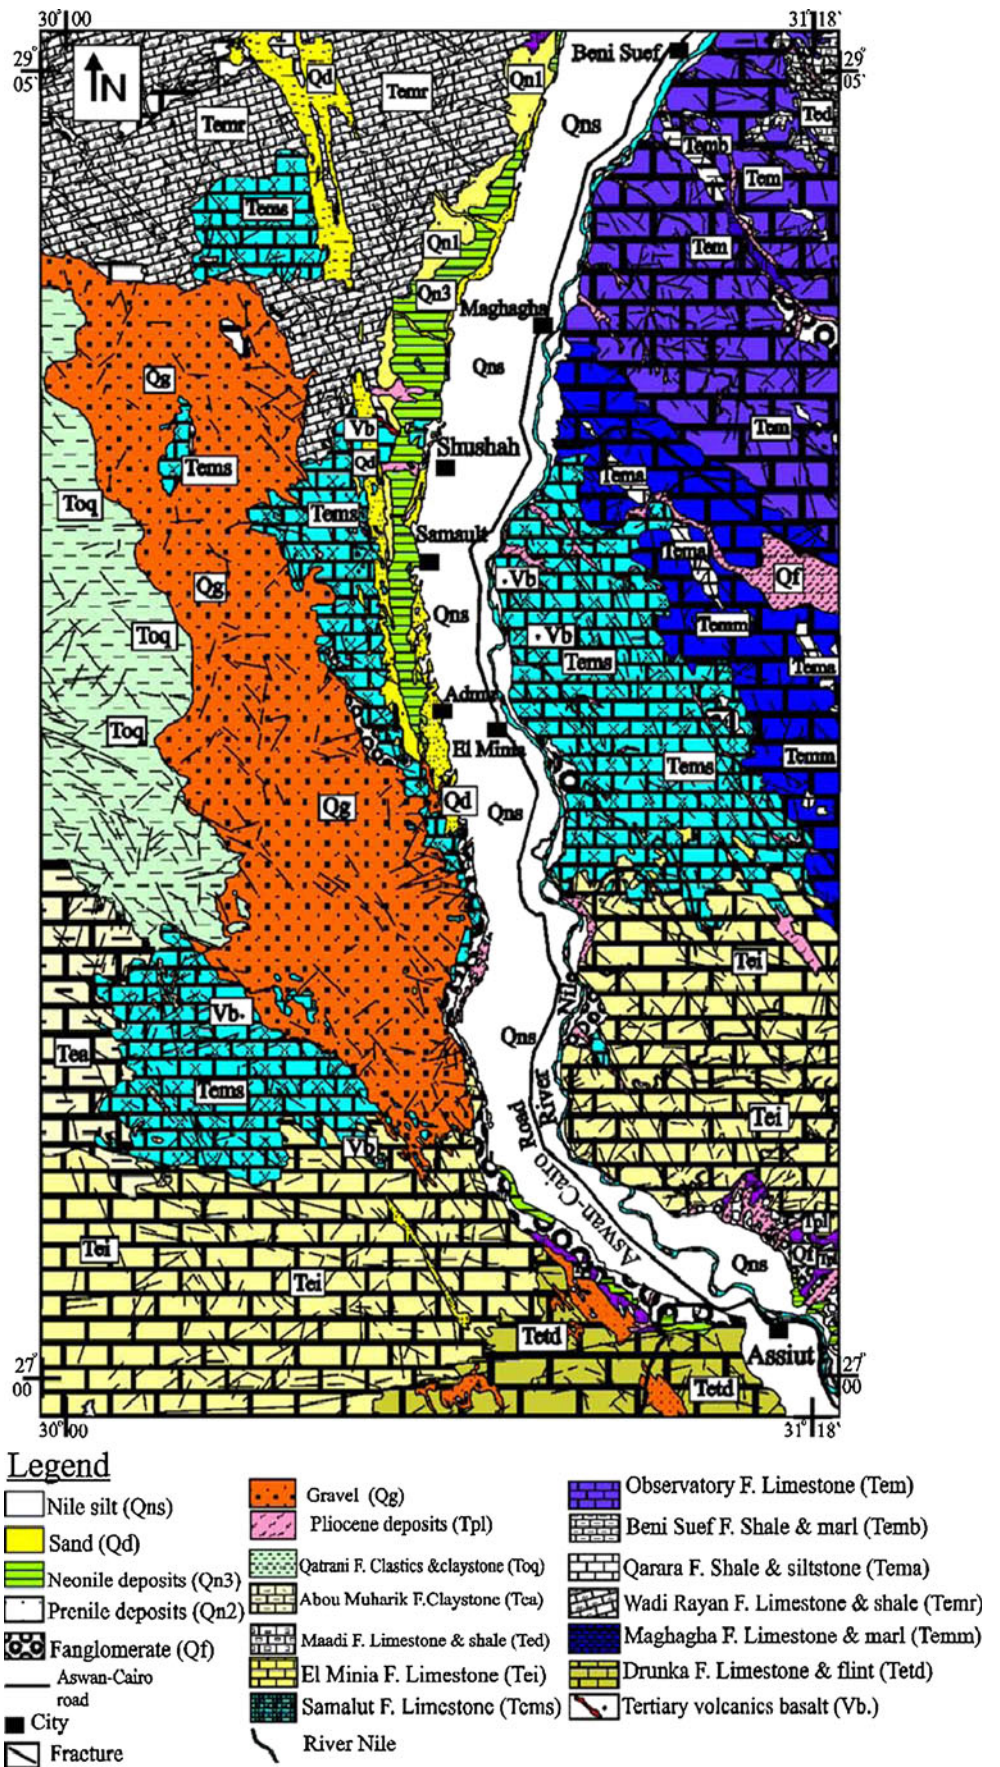 30° 00
31° 18`
29°
05`
29°
05`
N
Beni Suef
Qd
Temr
Qn1
Temr
Qns
Ted
Temb
Tem
Tems
Qn1
Tem
Qn3
Maghagha
Qns
Qg
Vb
Tem
Shushah
Qd
Tems
Tema
Toq
Tems
Samault
Tema
Qg
Vb
Qf
Qns
Temm
Toq
Vb
Tems
Tema
Toq
El Minia
Temm
Tems
Qg
Qd
Qns
Tei
Vb.
Nile
Qns
Tea
River
Tems
Tei
Vb
Aswan-Cairo Road
Tpl
Tei
Qns
Qf
Tei
Tetd
Assiut
27°
00
27°
00
Tetd
30° 00
31° 18`
Legend
Nile silt (Qns)
Sand (Qd)
Neonile deposits (Qn3)
Prenile deposits (Qn2)
Fanglomerate (Qf)
Aswan-Cairo
road
City
Fracture
Gravel (Qg)
Pliocene deposits (Tpl)
Qatrani F. Clastics &claystone (Toq)
Abou Muharik F.Claystone (Tea)
Maadi F. Limestone & shale (Ted)
El Minia F. Limestone (Tei)
Samalut F. Limestone (Tems)
River Nile
Observatory F. Limestone (Tem)
Beni Suef F. Shale & marl (Temb)
Qarara F. Shale & siltstone (Tema)
Wadi Rayan F. Limestone & shale (Temr)
Maghagha F. Limestone & marl (Temm)
Drunka F. Limestone & flint (Tetd)
Tertiary volcanics basalt (Vb.)